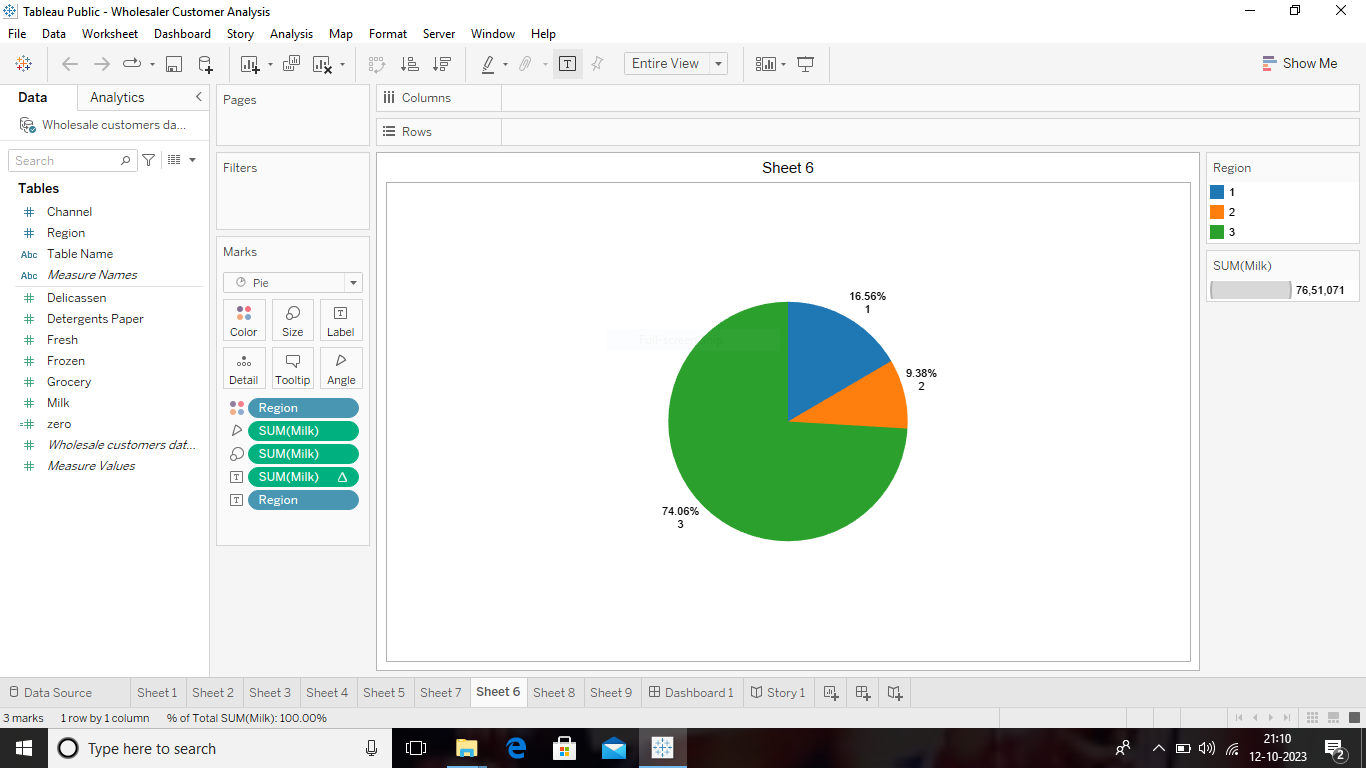 Tableau Public - Wholesaler Customer Analysis
File Data Worksheet Dashboard Story Analysis Map Format Server Window Help
Entire View
Show Me
Data Analytics
Wholesale customers da...
Search
Tables
Channel
Region
Abc Table Name
Abc Measure Names
Delicassen
Detergents Paper
Fresh
Frozen
Grocery
Milk
zero
Wholesale customers dat...
Measure Values
Pages
Filters
Marks
Pie
Color Size Label
Detail Tooltip Angle
Region
SUM(Milk)
SUM(Milk)
SUM(Milk)
Region
Columns
Rows
Sheet 6
16.56%
1
9.38%
2
74.06%
3
Region
1
2
3
SUM(Milk)
76,51,071
Data Source Sheet 1 Sheet 2 Sheet 3 Sheet 4 Sheet 5 Sheet 7 Sheet 6 Sheet 8 Sheet 9 Dashboard 1 Story 1
3 marks 1 row by 1 column % of Total SUM(Milk): 100.00%
Type here to search
21:10
12-10-2023
2